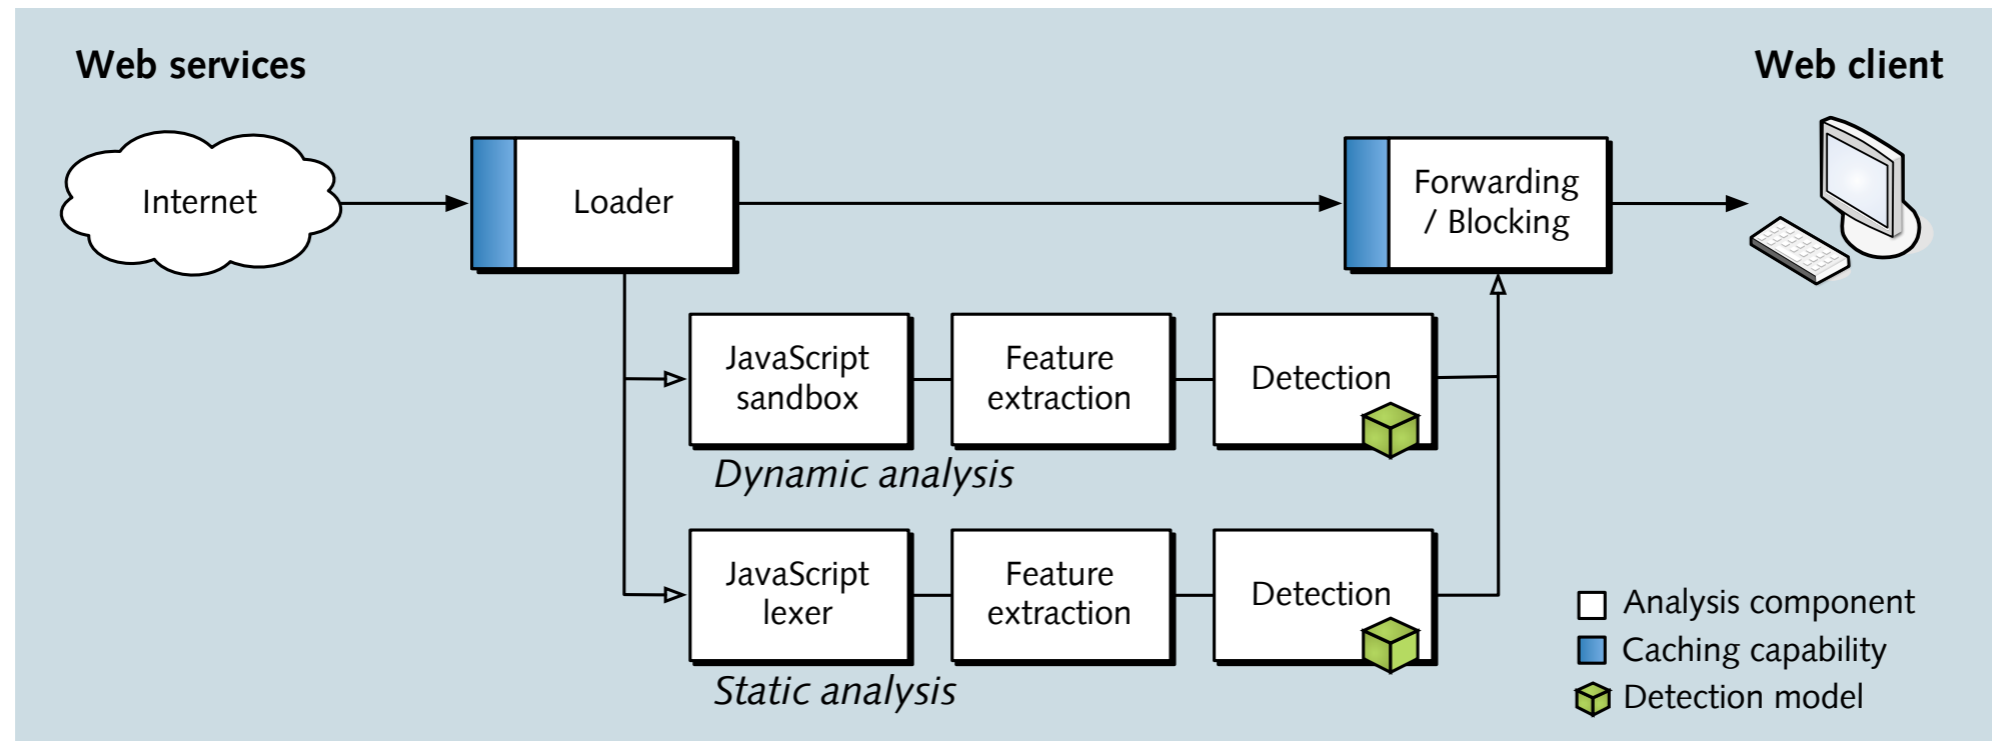 Web services
Web client
Internet
Loader
Forwarding
/ Blocking
JavaScript
sandbox
Feature
extraction
Detection
Dynamic analysis
JavaScript
lexer
Feature
extraction
Detection
Static analysis
Analysis component
Caching capability
Detection model